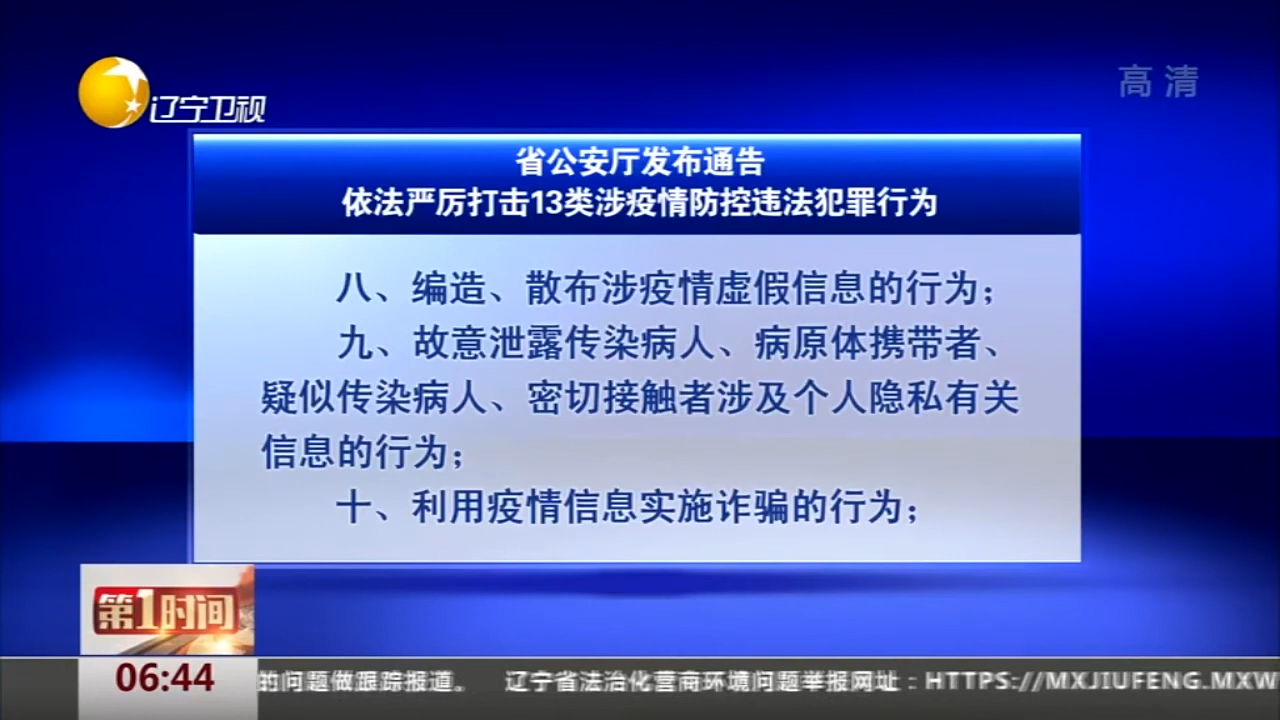 辽宁卫视
高清
省公安厅发布通告
依法严厉打击13类涉疫情防控违法犯罪行为
八、编造、散布涉疫情虚假信息的行为；
九、故意泄露传染病人、病原体携带者、
疑似传染病人、密切接触者涉及个人隐私有关
信息的行为；
十、利用疫情信息实施诈骗的行为；
第1时间
06:44
的问题做跟踪报道。 辽宁省法治化营商环境问题举报网址：HTTPS://MXJIUFENG.MXW